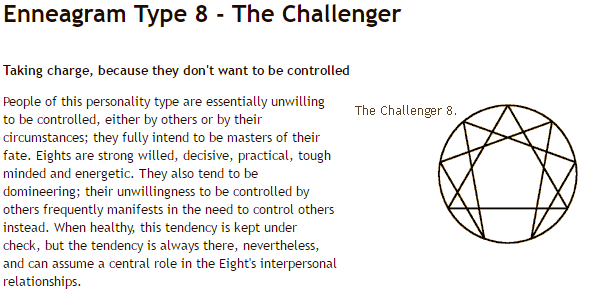 Enneagram Type 8 - The Challenger
Taking charge, because they don't want to be controlled
People of this personality type are essentially unwilling
to be controlled, either by others or by their
circumstances; they fully intend to be masters of their
fate. Eights are strong willed, decisive, practical, tough
minded and energetic. They also tend to be
domineering; their unwillingness to be controlled by
others frequently manifests in the need to control others
instead. When healthy, this tendency is kept under
check, but the tendency is always there, nevertheless,
and can assume a central role in the Eight's interpersonal
relationships.
The Challenger 8.